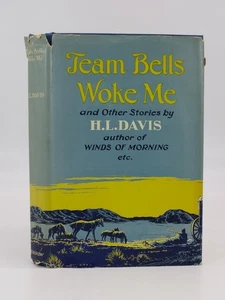 Team Bells
Woke Me
and Other Stories by
H.L.DAVIS
author of
WINDS OF MORNING
etc.